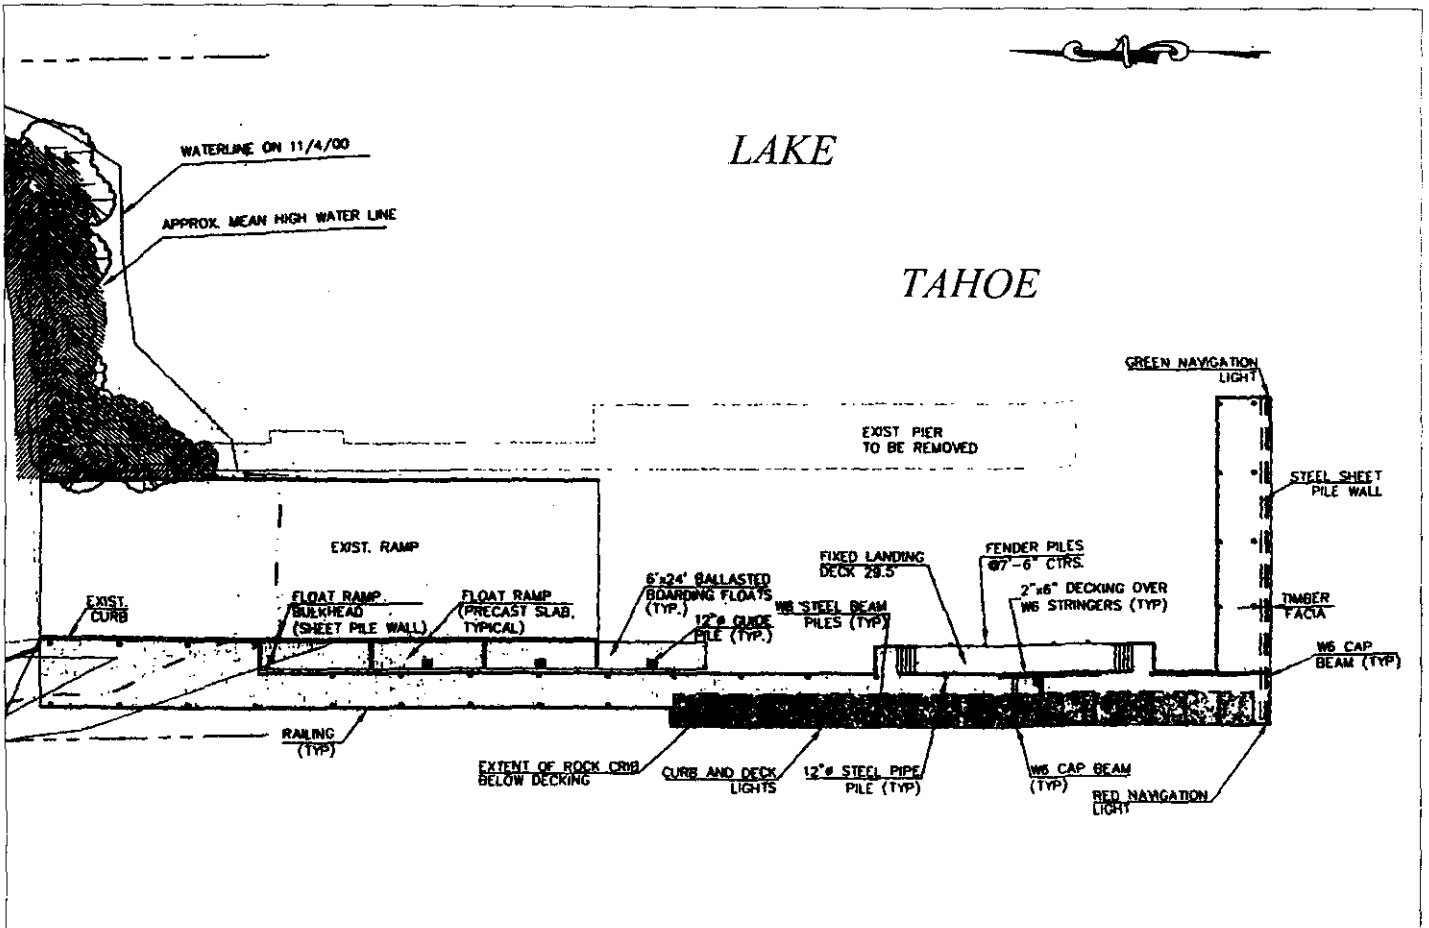 WATERLINE ON 11/4/00
APPROX. MEAN HIGH WATER LINE
LAKE
TAHOE
GREEN NAVIGATION
LIGHT
EXIST PIER
TO BE REMOVED
STEEL SHEET
PILE WALL
EXIST. RAMP
EXIST.
CURB
FLOAT RAMP
BULKHEAD
(SHEET PILE WALL)
FLOAT RAMP
(PRECAST SLAB,
TYPICAL)
6'x24' BALLASTED
BOARDING FLOATS
(TYP.)
12"ø GUIDE
PILE (TYP.)
FIXED LANDING
DECK 29.5'
W8 STEEL BEAM
PILES (TYP)
FENDER PILES
@7'-6" CTRS.
2"x6" DECKING OVER
W6 STRINGERS (TYP)
TIMBER
FACIA
W6 CAP
BEAM (TYP)
RAILING
(TYP)
EXTENT OF ROCK CRIB
BELOW DECKING
CURB AND DECK
LIGHTS
12"ø STEEL PIPE
PILE (TYP)
W6 CAP BEAM
(TYP)
RED NAVIGATION
LIGHT